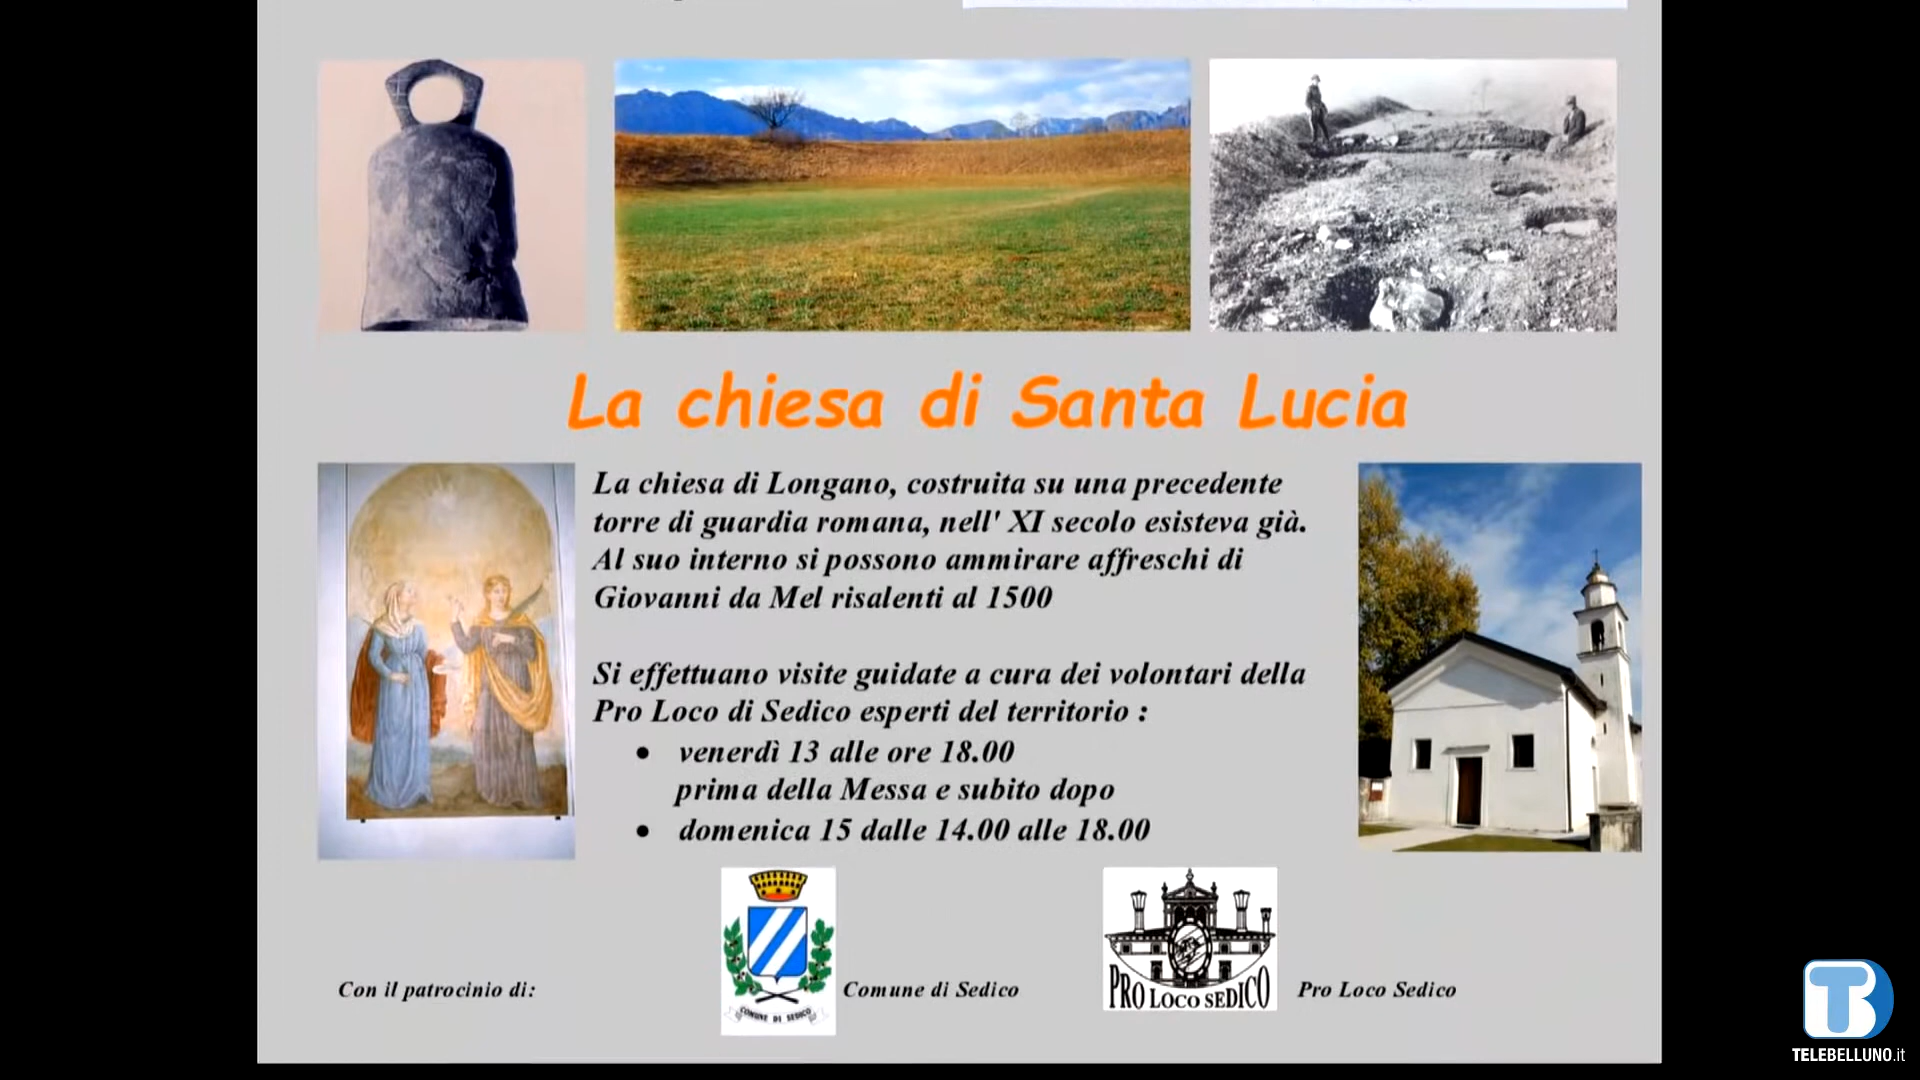 La chiesa di Santa Lucia
La chiesa di Longano, costruita su una precedente
torre di guardia romana, nell' XI secolo esisteva già.
Al suo interno si possono ammirare affreschi di
Giovanni da Mel risalenti al 1500
Si effettuano visite guidate a cura dei volontari della
Pro Loco di Sedico esperti del territorio :
• venerdì 13 alle ore 18.00
prima della Messa e subito dopo
• domenica 15 dalle 14.00 alle 18.00
Con il patrocinio di:
COMUNE DI SEDICO
Comune di Sedico
PRO LOCO SEDICO
Pro Loco Sedico
TB
TELEBELLUNO.it